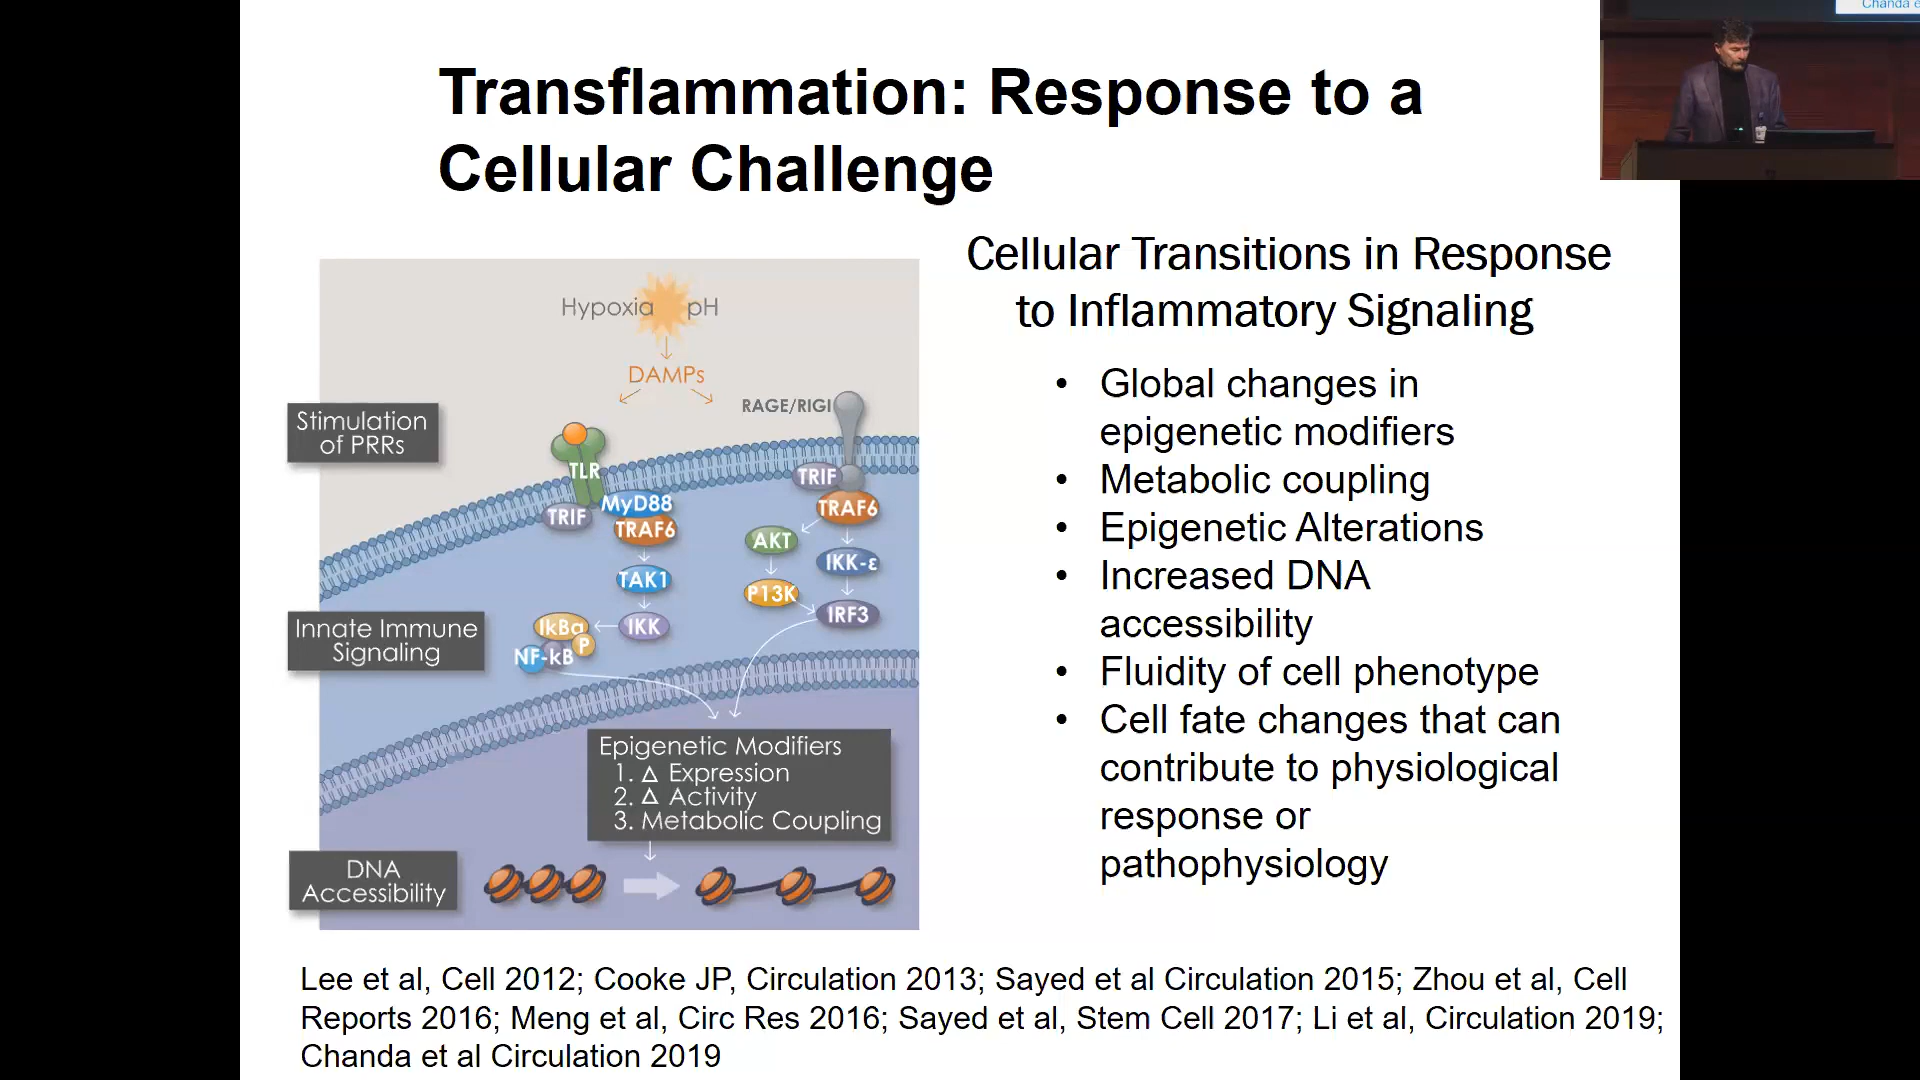 Chanda e
Transflammation: Response to a
Cellular Challenge
Cellular Transitions in Response
to Inflammatory Signaling
• Global changes in
epigenetic modifiers
• Metabolic coupling
• Epigenetic Alterations
• Increased DNA
accessibility
• Fluidity of cell phenotype
• Cell fate changes that can
contribute to physiological
response or
pathophysiology
Hypoxia pH
DAMPs
RAGE/RIGI
Stimulation
of PRRs
TLR
TRIF
MyD88
TRAF6
TAK1
IKK
IkBα
P
NF-kB
TRIF
TRAF6
AKT
IKK-ε
P13K
IRF3
Innate Immune
Signaling
Epigenetic Modifiers
1. Δ Expression
2. Δ Activity
3. Metabolic Coupling
DNA
Accessibility
Lee et al, Cell 2012; Cooke JP, Circulation 2013; Sayed et al Circulation 2015; Zhou et al, Cell
Reports 2016; Meng et al, Circ Res 2016; Sayed et al, Stem Cell 2017; Li et al, Circulation 2019;
Chanda et al Circulation 2019